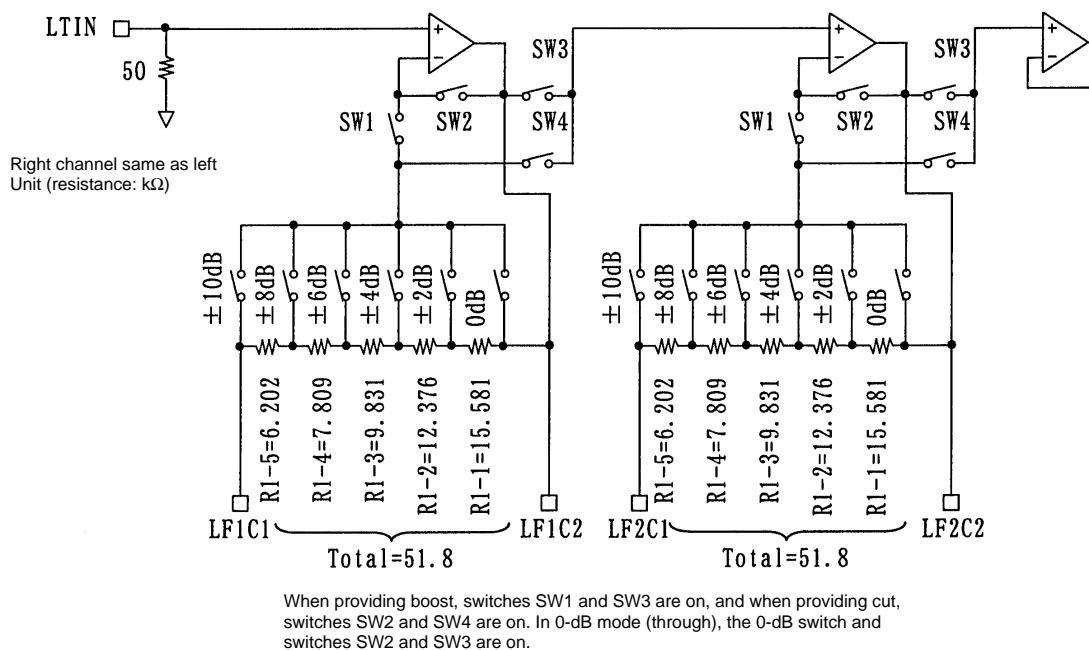 LTIN
50
Right channel same as left
Unit (resistance: kΩ)
+
−
SW1
SW2
SW3
SW4
+
−
SW1
SW2
SW3
SW4
+
−
±10dB
±8dB
±6dB
±4dB
±2dB
0dB
±10dB
±8dB
±6dB
±4dB
±2dB
0dB
R1-5=6.202
R1-4=7.809
R1-3=9.831
R1-2=12.376
R1-1=15.581
R1-5=6.202
R1-4=7.809
R1-3=9.831
R1-2=12.376
R1-1=15.581
LF1C1
LF1C2
LF2C1
LF2C2
Total=51.8
Total=51.8
When providing boost, switches SW1 and SW3 are on, and when providing cut,
switches SW2 and SW4 are on. In 0-dB mode (through), the 0-dB switch and
switches SW2 and SW3 are on.